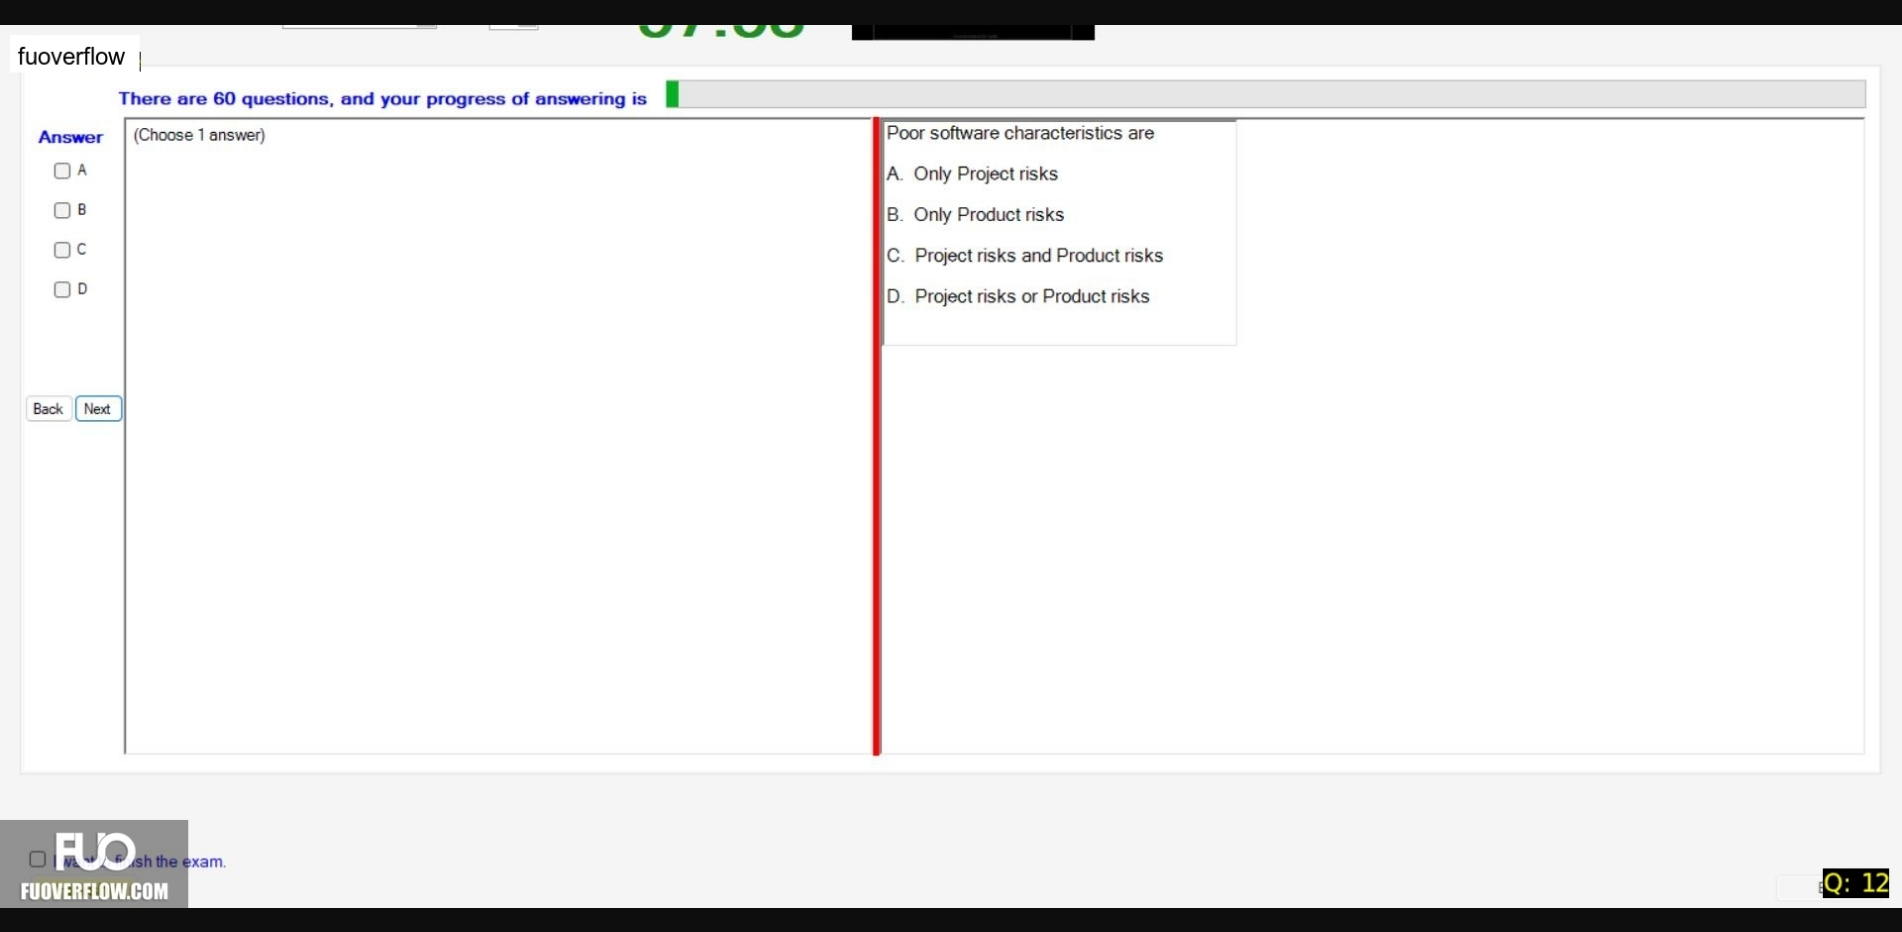 fuoverflow
There are 60 questions, and your progress of answering is
Answer
(Choose 1 answer)
A
B
C
D
Back
Next
Poor software characteristics are
A. Only Project risks
B. Only Product risks
C. Project risks and Product risks
D. Project risks or Product risks
FUO
finish the exam.
FUOVERFLOW.COM
Q: 12